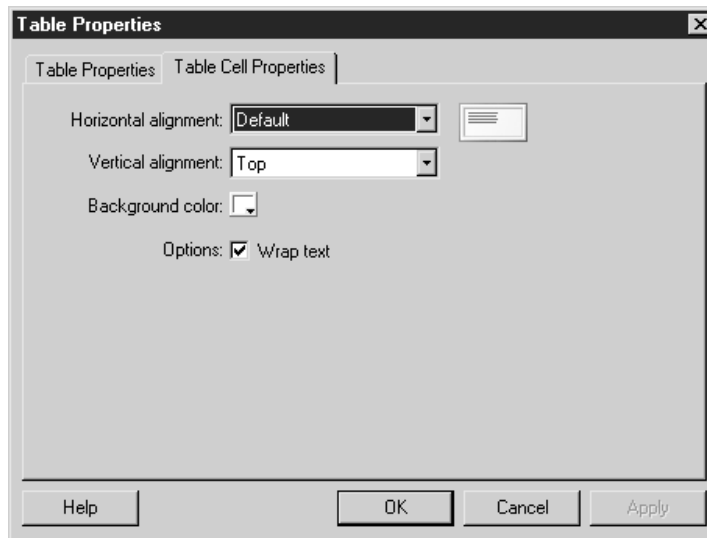 Table Properties
Table Properties Table Cell Properties
Horizontal alignment: Default
Vertical alignment: Top
Background color:
Options: Wrap text
Help OK Cancel Apply